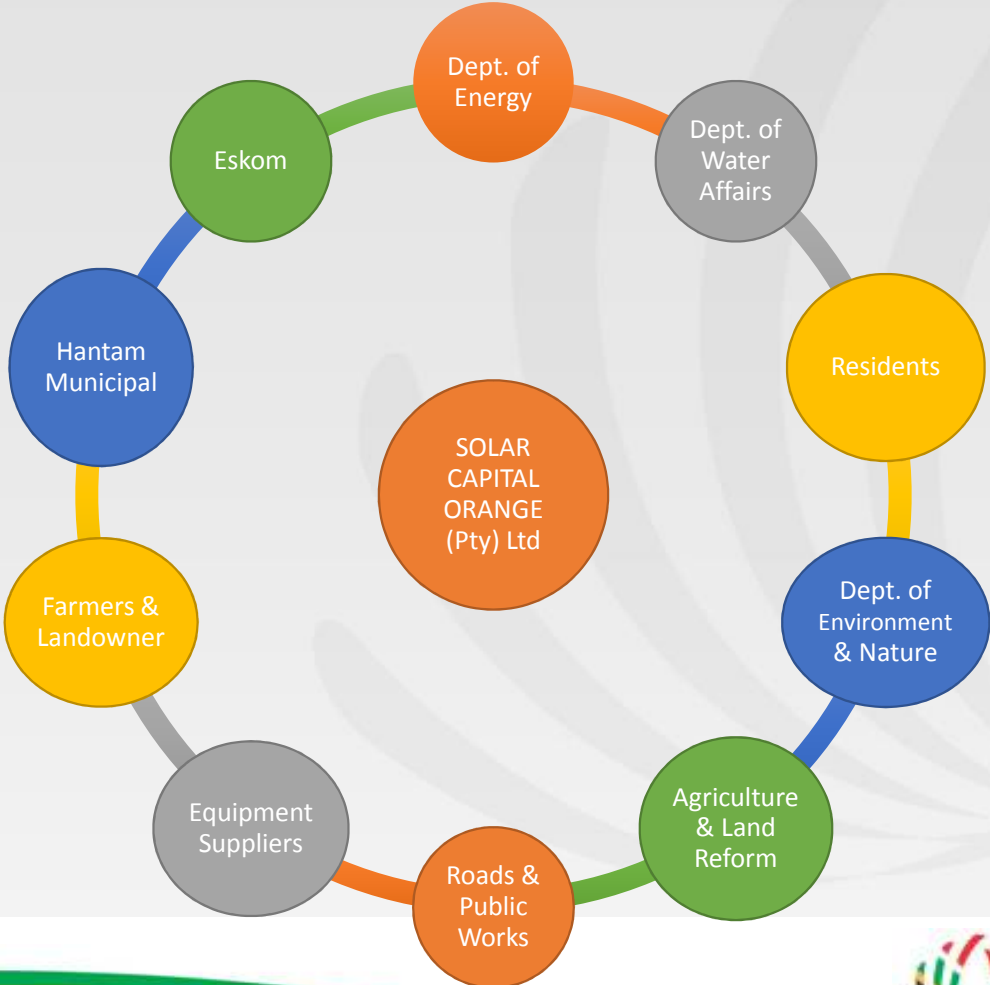 Dept. of
Energy
Dept. of
Water
Affairs
Residents
Dept. of
Environment
& Nature
Agriculture
& Land
Reform
Roads &
Public
Works
Equipment
Suppliers
Farmers &
Landowner
Hantam
Municipal
Eskom
SOLAR
CAPITAL
ORANGE
(Pty) Ltd